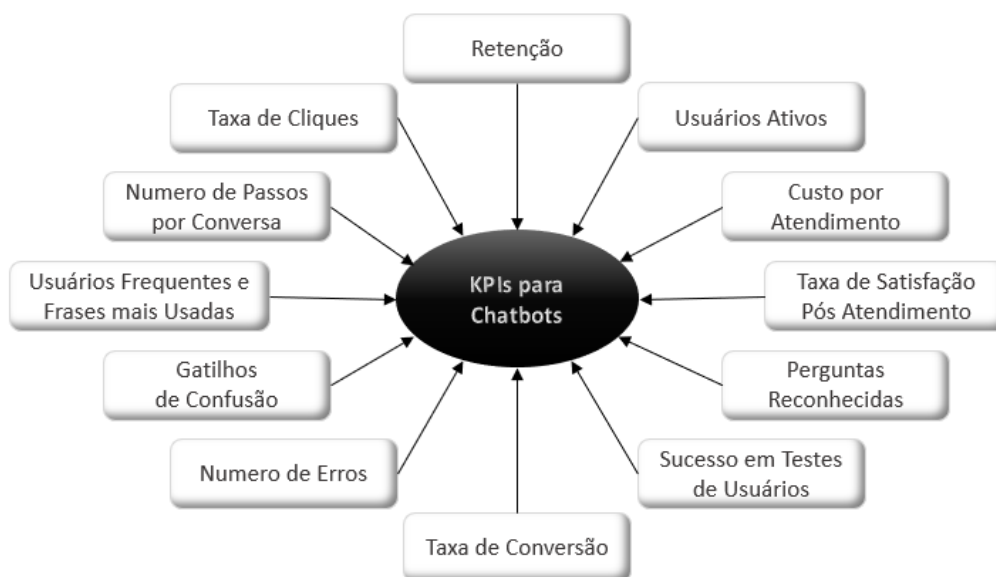 Retenção
Taxa de Cliques
Usuários Ativos
Numero de Passos
por Conversa
Custo por
Atendimento
Usuários Frequentes e
Frases mais Usadas
KPIs para
Chatbots
Taxa de Satisfação
Pós Atendimento
Gatilhos
de Confusão
Perguntas
Reconhecidas
Numero de Erros
Sucesso em Testes
de Usuários
Taxa de Conversão